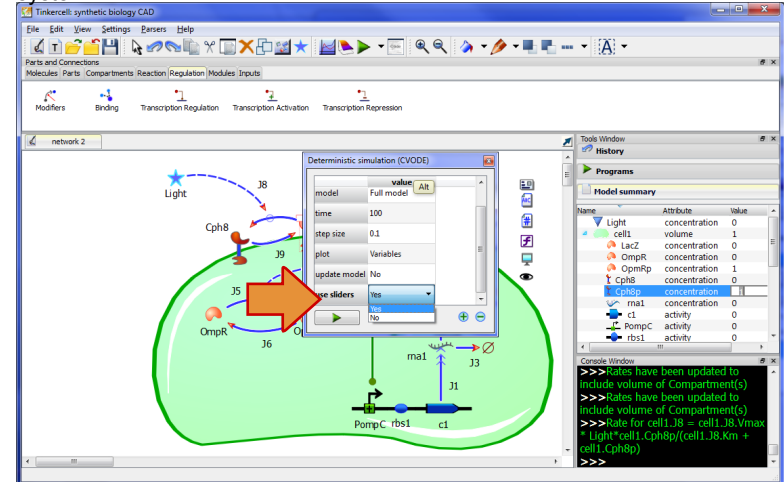 Tinkercell: synthetic biology CAD
File Edit View Settings Parsers Help
Parts and Connections
Molecules Parts Compartments Reaction Regulation Modules Inputs
Modifiers Binding Transcription Regulation Transcription Activation Transcription Repression
network 2
Light
J8
Cph8
J9
J5
OmpR
J6
rna1
J3
J1
PompC rbs1 c1
Deterministic simulation (CVODE)
value
Alt
model Full model
time 100
step size 0.1
plot Variables
update model No
use sliders Yes
Yes
No
Tools Window
History
Programs
Model summary
Name Attribute Value
Light concentration 0
cell1 volume 1
LacZ concentration 0
OmpR concentration 0
OpmRp concentration 1
Cph8 concentration 0
Cph8p concentration
rna1 concentration 0
c1 activity 0
PompC activity 0
rbs1 activity 0
Console Window
>>>Rates have been updated to
include volume of Compartment(s)
>>>Rates have been updated to
include volume of Compartment(s)
>>>Rate for cell1.J8 = cell1.J8.Vmax
* Light*cell1.Cph8p/(cell1.J8.Km +
cell1.Cph8p)
>>>